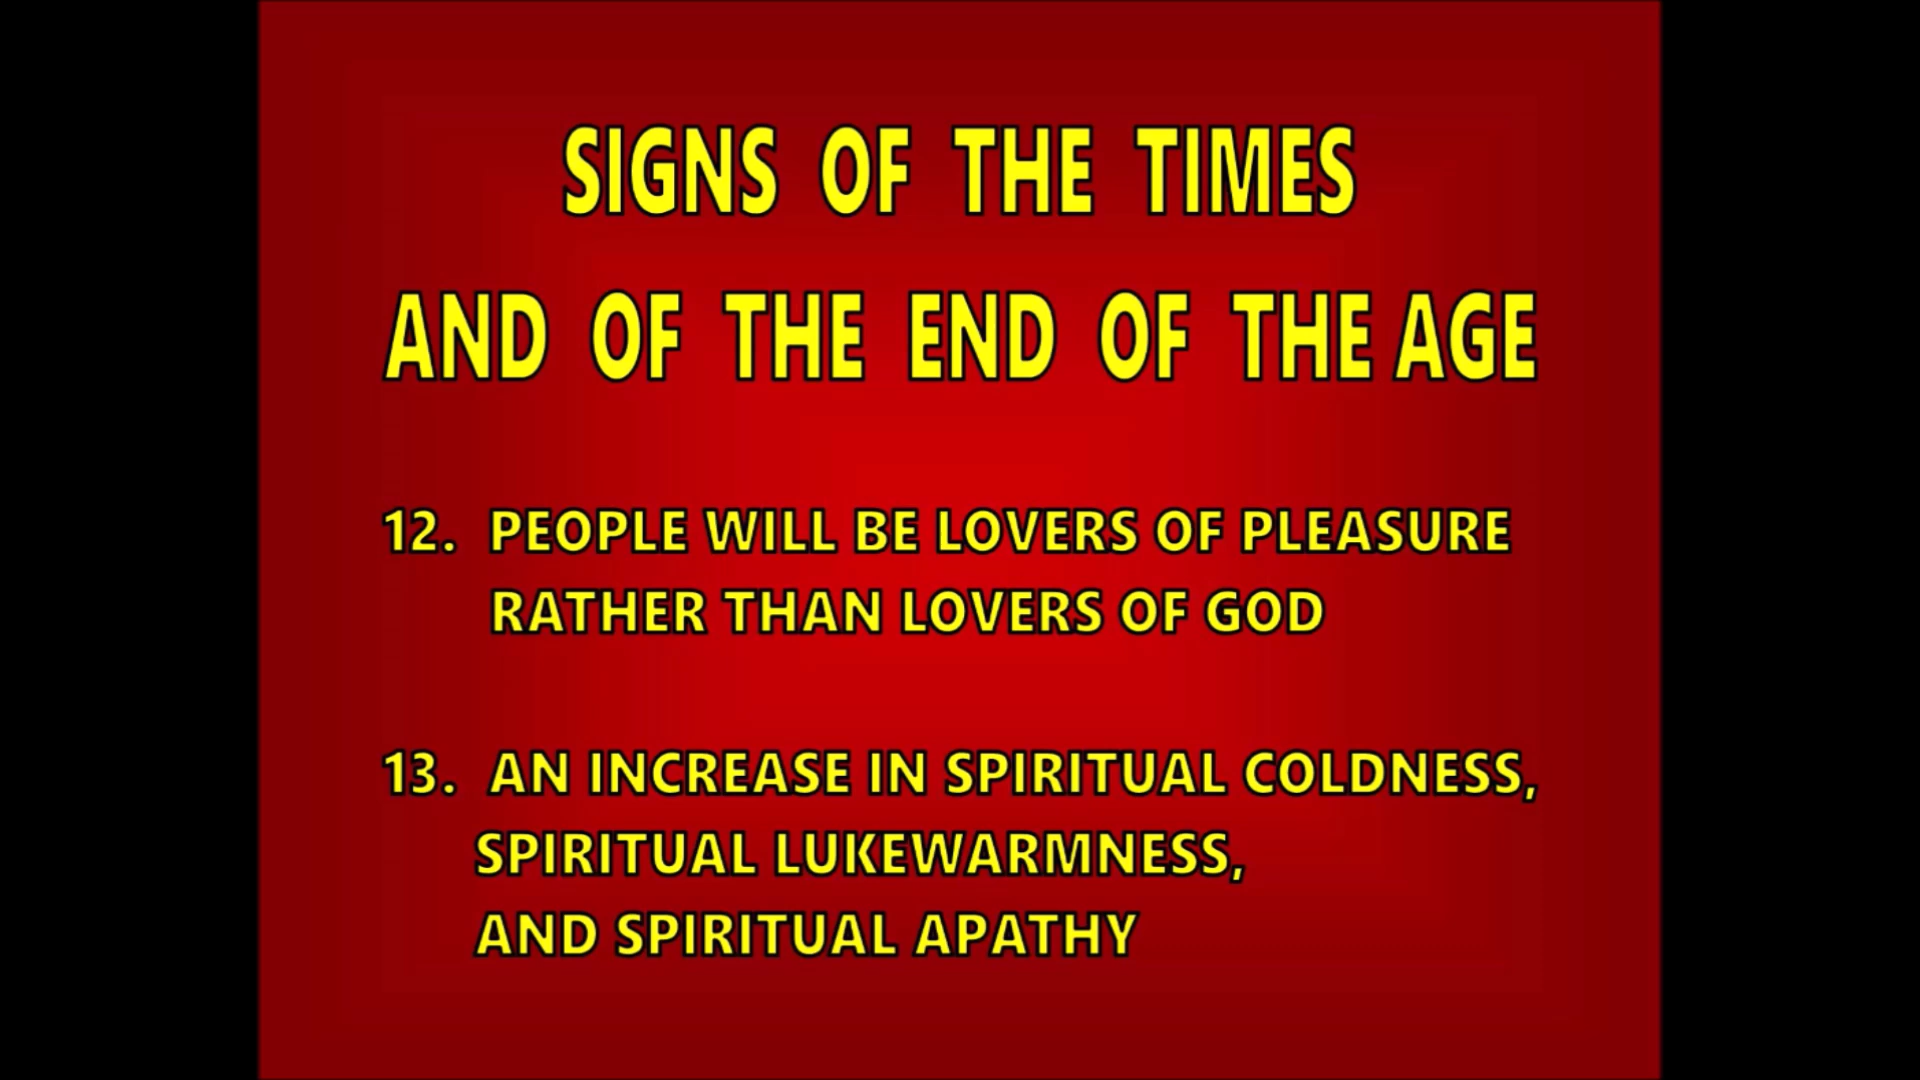 SIGNS OF THE TIMES
AND OF THE END OF THE AGE
12. PEOPLE WILL BE LOVERS OF PLEASURE
RATHER THAN LOVERS OF GOD
13. AN INCREASE IN SPIRITUAL COLDNESS,
SPIRITUAL LUKEWARMNESS,
AND SPIRITUAL APATHY